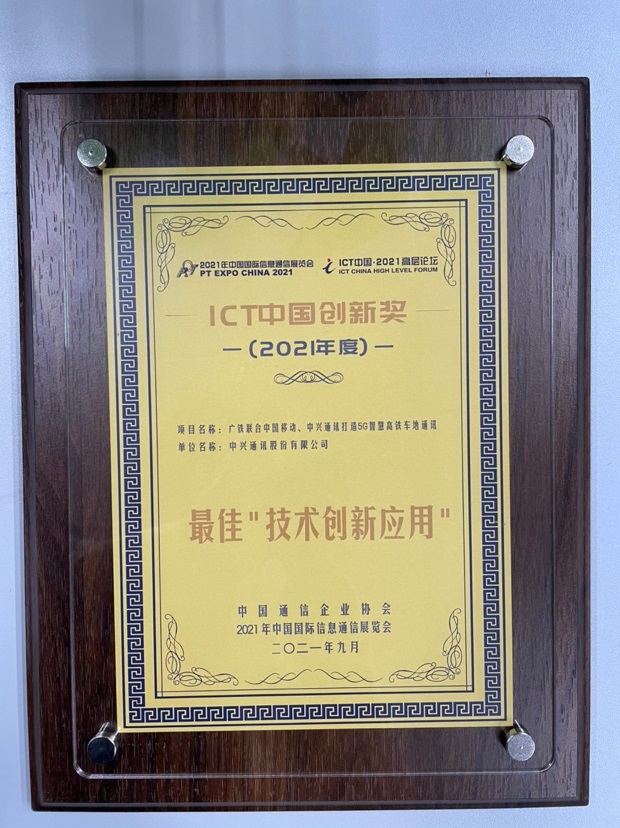 2021年中国国际信息通信展览会
PT EXPO CHINA 2021
ICT中国·2021高层论坛
ICT CHINA HIGH LEVEL FORUM
ICT中国创新奖
—(2021年度)—
项目名称：广铁联合中国移动、中兴通讯打造5G智慧高铁车地通讯
单位名称：中兴通讯股份有限公司
最佳"技术创新应用"
中国通信企业协会
2021年中国国际信息通信展览会
二〇二一年九月